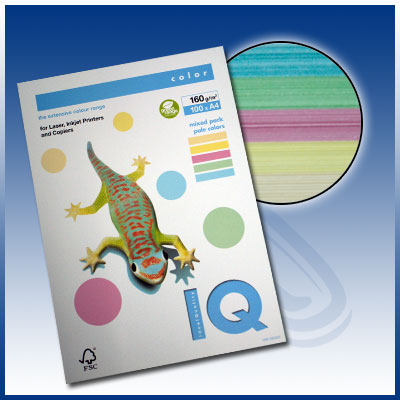 color
the extensive colour range
for Laser, Inkjet Printers
and Copiers
160 g/m²
100 x A4
mixed pack
pale colors
IQ
FSC